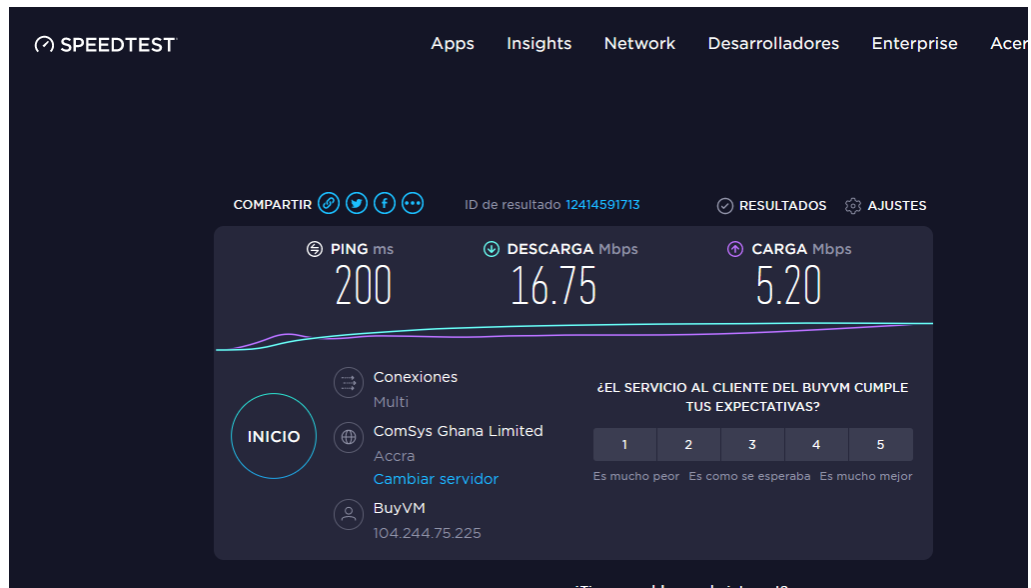 SPEEDTEST Apps Insights Network Desarrolladores Enterprise Acer
COMPARTIR ID de resultado 12414591713 RESULTADOS AJUSTES
PING ms DESCARGA Mbps CARGA Mbps
200 16.75 5.20
Conexiones
Multi
ComSys Ghana Limited
Accra
Cambiar servidor
BuyVM
104.244.75.225
INICIO
¿EL SERVICIO AL CLIENTE DEL BUYVM CUMPLE
TUS EXPECTATIVAS?
1 2 3 4 5
Es mucho peor Es como se esperaba Es mucho mejor